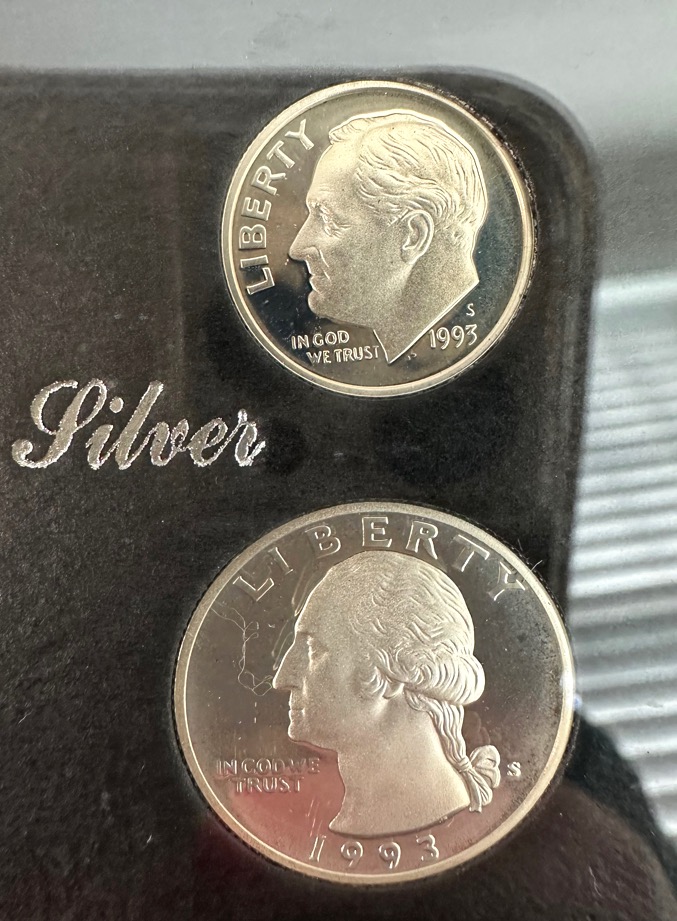 LIBERTY
IN GOD
WE TRUST
S
1993
Silver
LIBERTY
IN GOD WE
TRUST
S
1993